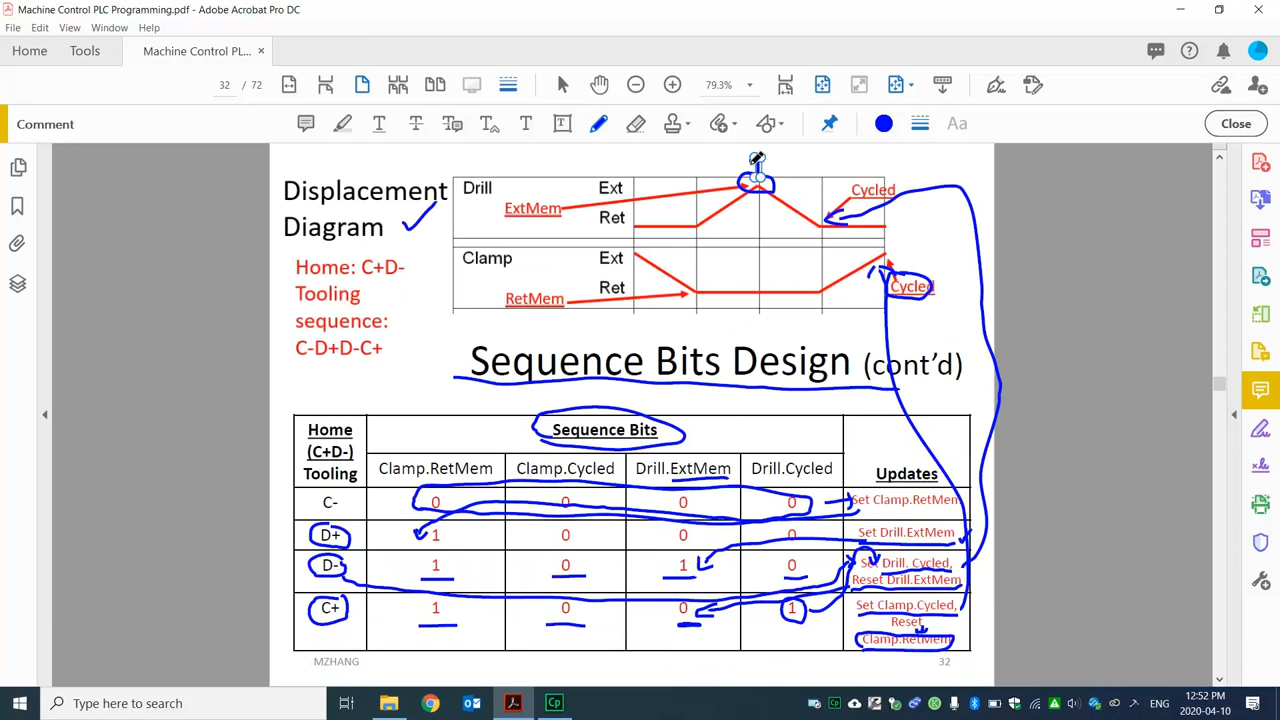 Machine Control PLC Programming.pdf - Adobe Acrobat Pro DC
File Edit View Window Help
Home Tools Machine Control PL... ×
32 / 72 79.3%
Comment Close
Displacement
Diagram
Home: C+D-
Tooling
sequence:
C-D+D-C+
Drill Ext Cycled
ExtMem Ret
Clamp Ext
Ret Cycled
RetMem
Sequence Bits Design (cont’d)
Home
(C+D-)
Tooling
Sequence Bits
Clamp.RetMem Clamp.Cycled Drill.ExtMem Drill.Cycled Updates
C- 0 0 0 0 Set Clamp.RetMem
D+ 1 0 0 0 Set Drill.ExtMem
D- 1 0 1 0 Set Drill. Cycled,
Reset Drill.ExtMem
C+ 1 0 0 1 Set Clamp.Cycled,
Reset
Clamp.RetMem
MZHANG 32
Type here to search
ENG 12:52 PM
2020-04-10